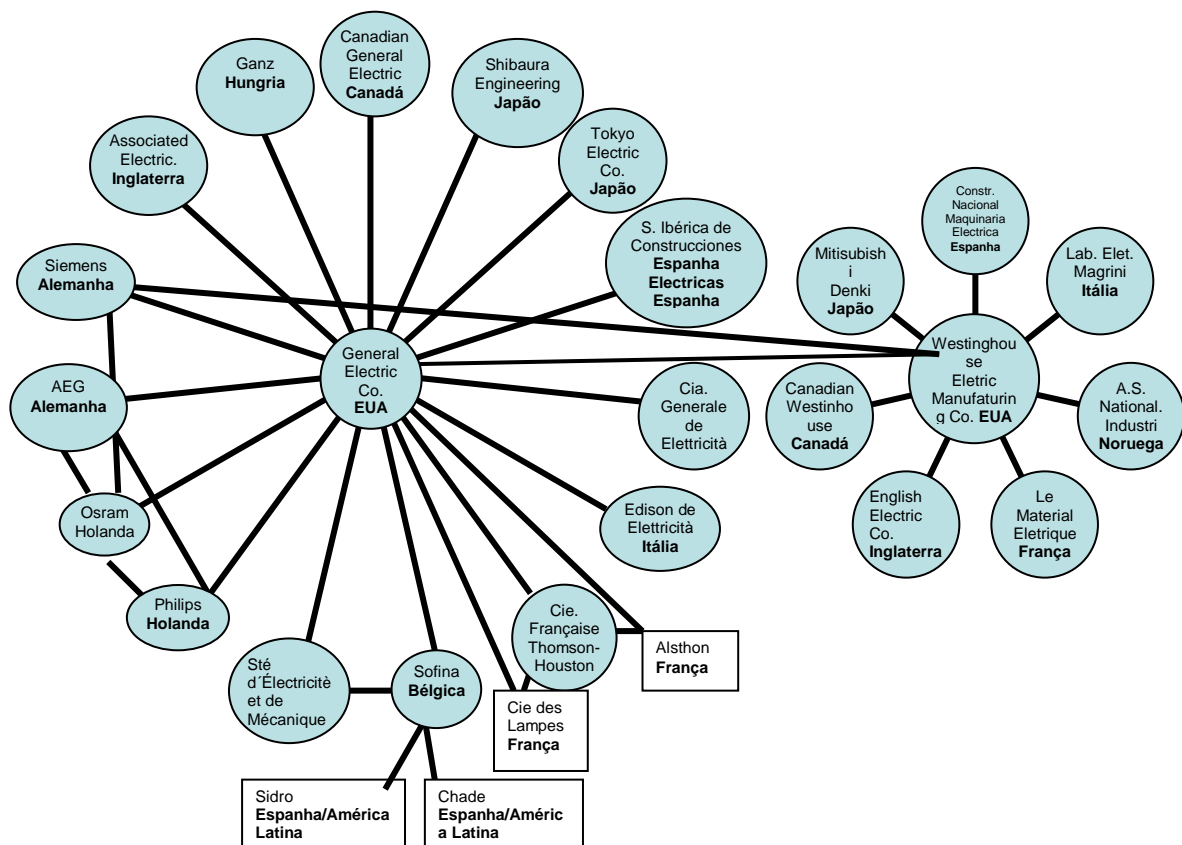 Canadian
General
Electric
Canadá
Ganz
Hungria
Shibaura
Engineering
Japão
Associated
Electric.
Inglaterra
Tokyo
Electric
Co.
Japão
S. Ibérica de
Construcciones
Espanha
Electricas
Espanha
Siemens
Alemanha
General
Electric
Co.
EUA
AEG
Alemanha
Cia.
Generale
de
Elettricità
Osram
Holanda
Edison de
Elettricità
Itália
Philips
Holanda
Cie.
Française
Thomson-
Houston
Alsthon
França
Sté
d´Électricitè
et de
Mécanique
Sofina
Bélgica
Cie des
Lampes
França
Sidro
Espanha/América
Latina
Chade
Espanha/Améric
a Latina
Constr.
Nacional
Maquinaria
Electrica
Espanha
Mitisubish
i
Denki
Japão
Lab. Elet.
Magrini
Itália
Westinghou
se
Eletric
Manufaturin
g Co. EUA
Canadian
Westinho
use
Canadá
A.S.
National.
Industri
Noruega
English
Electric
Co.
Inglaterra
Le
Material
Eletrique
França